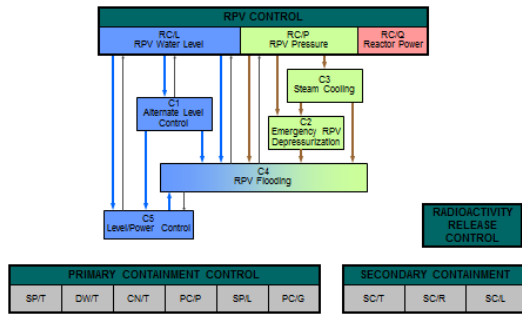 RPV CONTROL
RC/L
RPV Water Level
RC/P
RPV Pressure
RC/Q
Reactor Power
C3
Steam Cooling
C1
Alternate Level
Control
C2
Emergency RPV
Depressurization
C4
RPV Flooding
C5
Level/Power Control
RADIOACTIVITY
RELEASE
CONTROL
PRIMARY CONTAINMENT CONTROL
SP/T DW/T CN/T PC/P SP/L PC/G
SECONDARY CONTAINMENT
SC/T SC/R SC/L